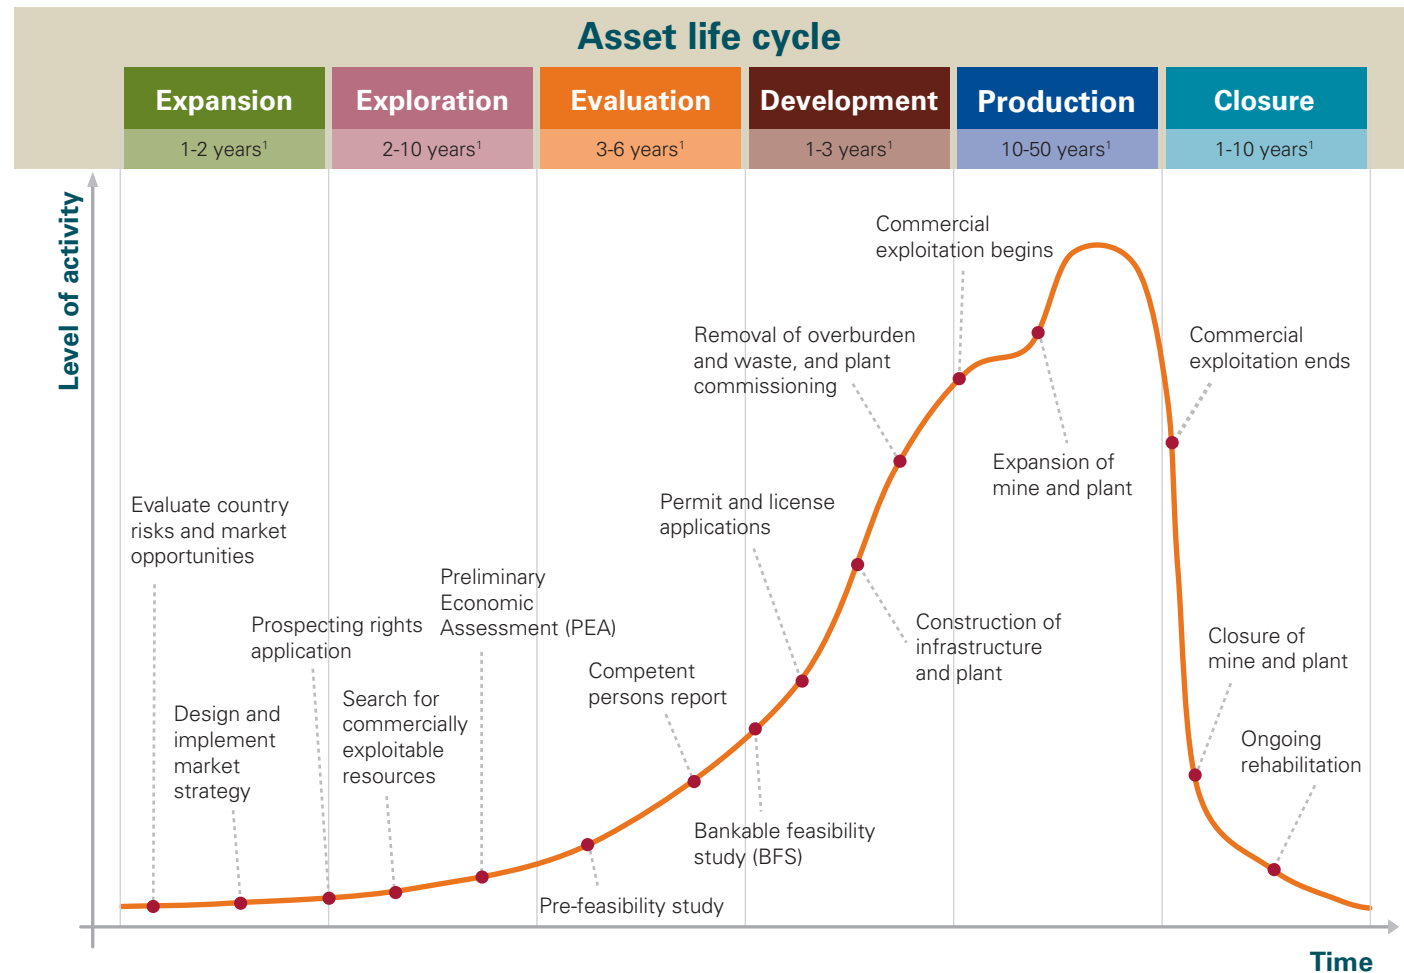 Asset life cycle
Expansion
Exploration
Evaluation
Development
Production
Closure
1-2 years¹
2-10 years¹
3-6 years¹
1-3 years¹
10-50 years¹
1-10 years¹
Level of activity
Evaluate country
risks and market
opportunities
Design and
implement
market
strategy
Prospecting rights
application
Search for
commercially
exploitable
resources
Preliminary
Economic
Assessment (PEA)
Pre-feasibility study
Competent
persons report
Bankable feasibility
study (BFS)
Permit and license
applications
Construction of
infrastructure
and plant
Removal of overburden
and waste, and plant
commissioning
Commercial
exploitation begins
Expansion of
mine and plant
Commercial
exploitation ends
Closure of
mine and plant
Ongoing
rehabilitation
Time